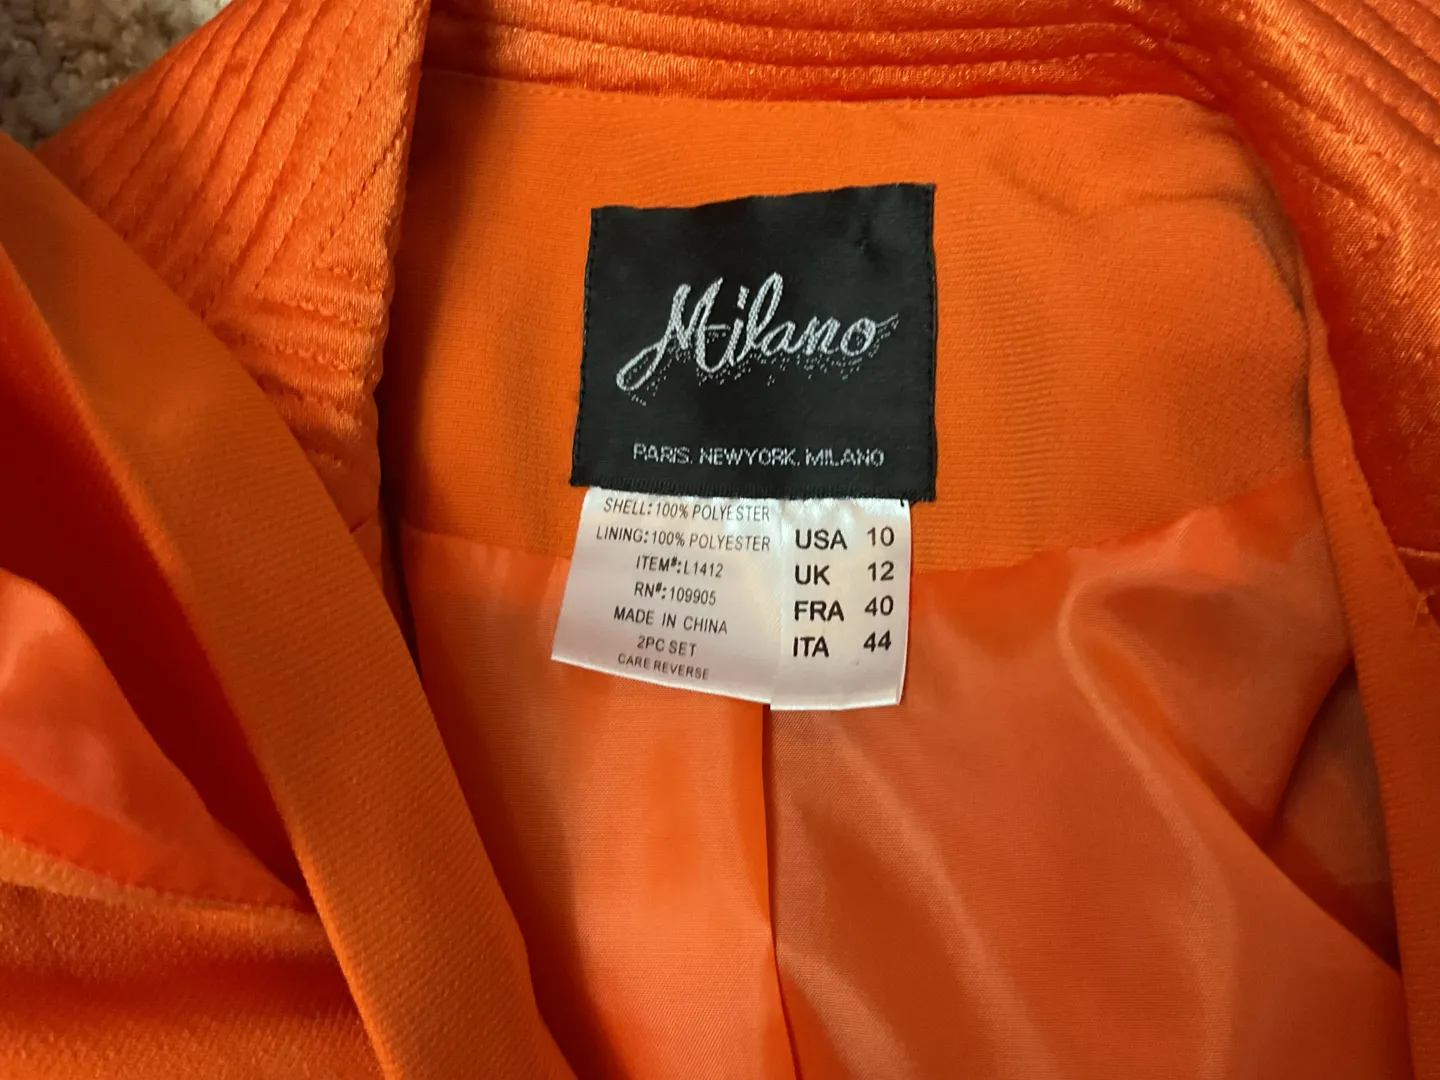 Milano
PARIS. NEWYORK. MILANO
SHELL: 100% POLYESTER
LINING: 100% POLYESTER
ITEM#: L1412
RN#: 109905
MADE IN CHINA
2PC SET
CARE REVERSE
USA 10
UK 12
FRA 40
ITA 44